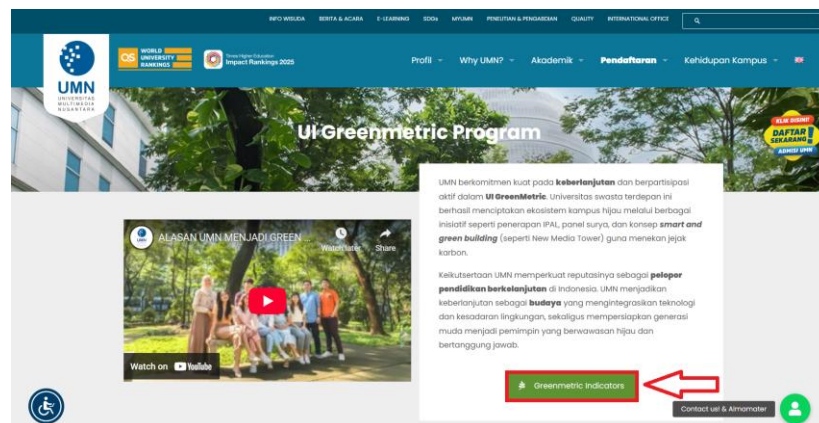 INFO WISUDA BERITA & ACARA E-LEARNING SDGs MYUMN PENELITIAN & PENGABDIAN QUALITY INTERNATIONAL OFFICE
UMN
UNIVERSITAS
MULTIMEDIA
NUSANTARA
QS WORLD
UNIVERSITY
RANKINGS
Times Higher Education
Impact Rankings 2025
Profil Why UMN? Akademik Pendaftaran Kehidupan Kampus
UI Greenmetric Program
KLIK DISINI!
DAFTAR
SEKARANG
ADMISI UMN
ALASAN UMN MENJADI GREEN ...
Watch later
Share
Watch on YouTube
UMN berkomitmen kuat pada keberlanjutan dan berpartisipasi
aktif dalam UI GreenMetric. Universitas swasta terdepan ini
berhasil menciptakan ekosistem kampus hijau melalui berbagai
inisiatif seperti penerapan IPAL, panel surya, dan konsep smart and
green building (seperti New Media Tower) guna menekan jejak
karbon.
Keikutsertaan UMN memperkuat reputasinya sebagai pelopor
pendidikan berkelanjutan di Indonesia. UMN menjadikan
keberlanjutan sebagai budaya yang mengintegrasikan teknologi
dan kesadaran lingkungan, sekaligus mempersiapkan generasi
muda menjadi pemimpin yang berwawasan hijau dan
bertanggung jawab.
Greenmetric Indicators
Contact us! & Almamater